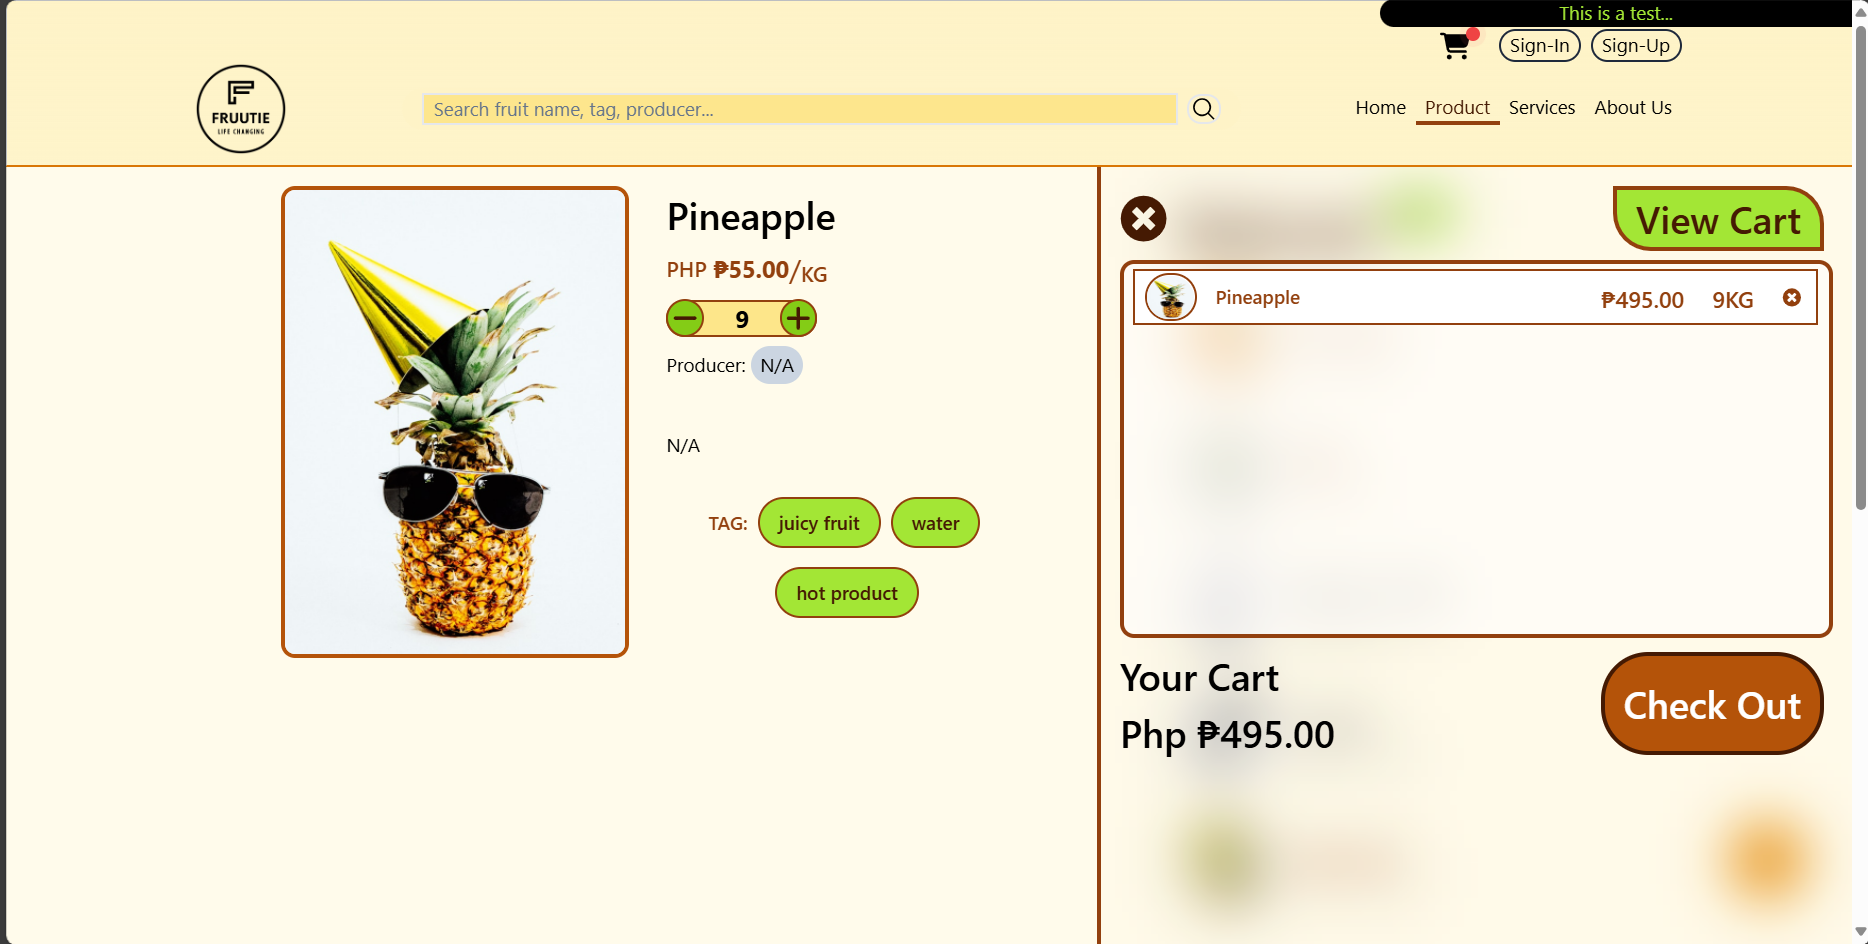 This is a test...
Sign-In Sign-Up
FRUUTIE
LIFE CHANGING
Search fruit name, tag, producer...
Home Product Services About Us
Pineapple
PHP ₱55.00/KG
9
Producer: N/A
N/A
TAG: juicy fruit water
hot product
View Cart
Pineapple ₱495.00 9KG
Your Cart
Php ₱495.00
Check Out